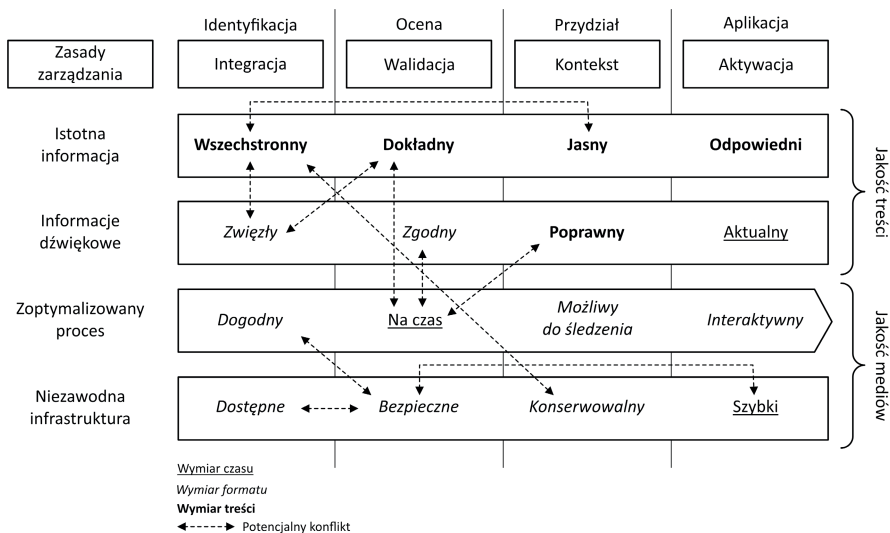 Identyfikacja
Ocena
Przydział
Aplikacja
Zasady
zarządzania
Integracja
Walidacja
Kontekst
Aktywacja
Istotna
informacja
Wszechstronny
Dokładny
Jasny
Odpowiedni
Informacje
dźwiękowe
Zwięzły
Zgodny
Poprawny
Aktualny
Jakość treści
Zoptymalizowany
proces
Dogodny
Na czas
Możliwy
do śledzenia
Interaktywny
Niezawodna
infrastruktura
Dostępne
Bezpieczne
Konserwowalny
Szybki
Jakość mediów
Wymiar czasu
Wymiar formatu
Wymiar treści
Potencjalny konflikt